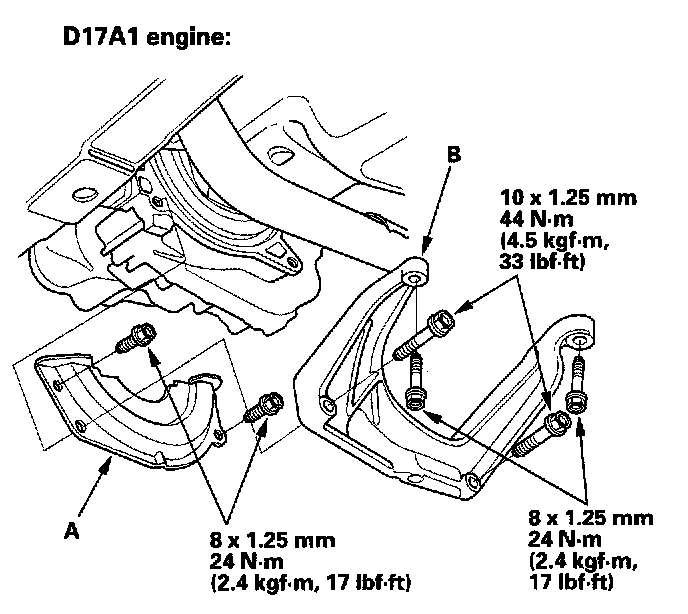 D17A1 engine:
B
10 x 1.25 mm
44 N·m
(4.5 kgf·m,
33 lbf·ft)
A
8 x 1.25 mm
24 N·m
(2.4 kgf·m, 17 lbf·ft)
8 x 1.25 mm
24 N·m
(2.4 kgf·m,
17 lbf·ft)